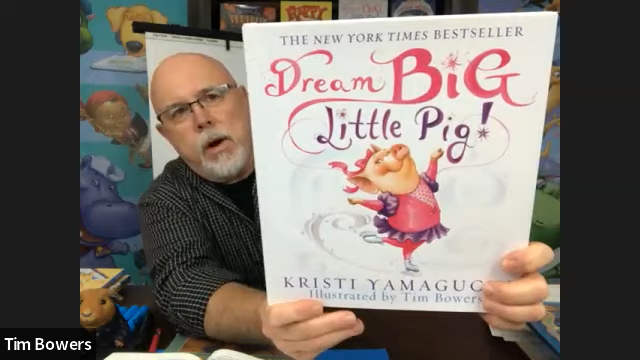 THE NEW YORK TIMES BESTSELLER
Dream BIG
Little Pig!
KRISTI YAMAGUC
Illustrated by Tim Bowers
Tim Bowers